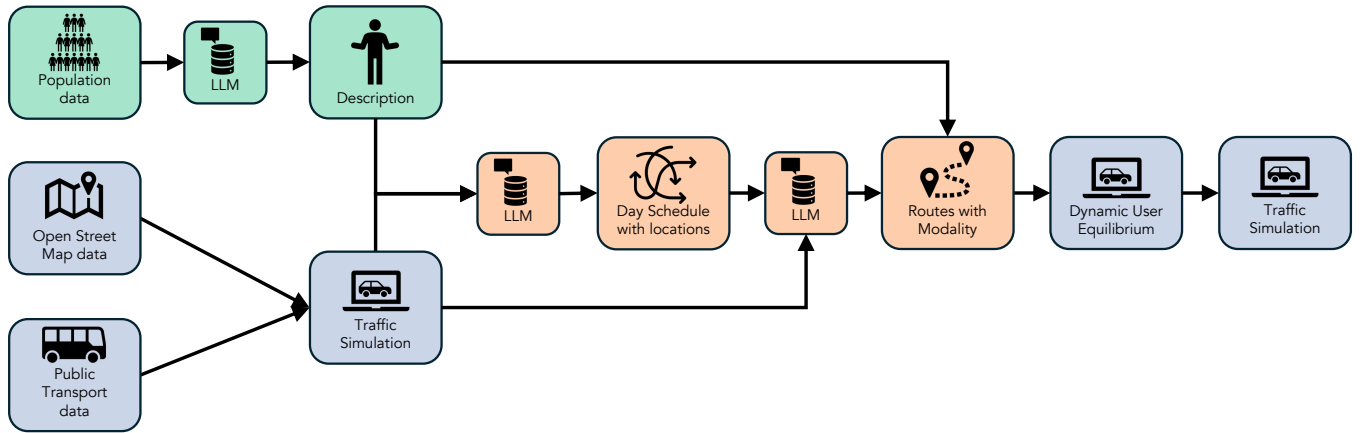 Population
data
LLM
Description
Open Street
Map data
Public
Transport
data
Traffic
Simulation
LLM
Day Schedule
with locations
LLM
Routes with
Modality
Dynamic User
Equilibrium
Traffic
Simulation